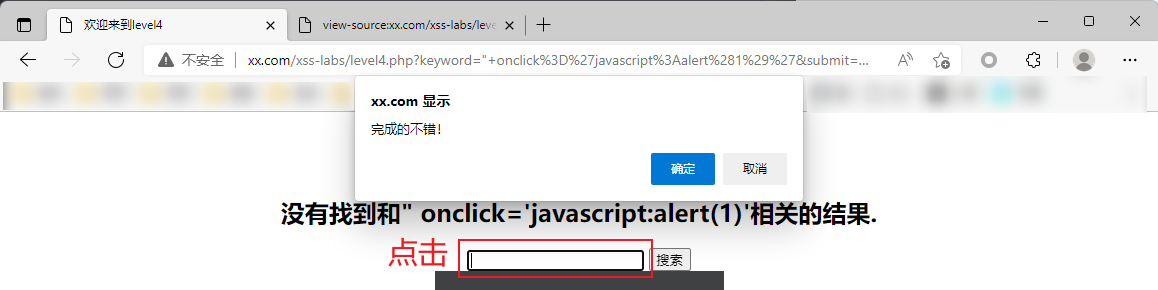 欢迎来到level4
view-source:xx.com/xss-labs/leve
不安全 xx.com/xss-labs/level4.php?keyword="+onclick%3D%27javascript%3Aalert%281%29%27&submit=...
xx.com 显示
完成的不错!
确定 取消
没有找到和" onclick='javascript:alert(1)'相关的结果.
点击 搜索